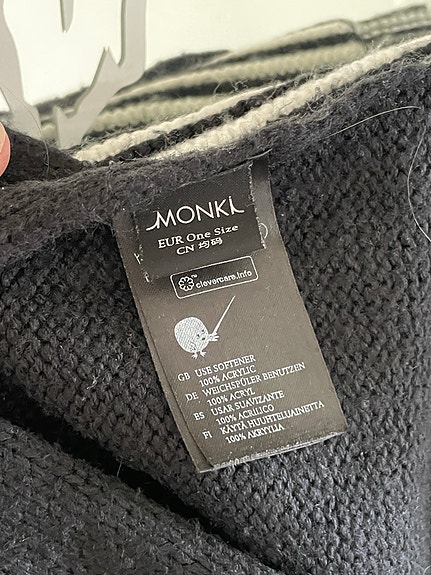 MONKI
EUR One Size
CN 均码
clevercare.info
GB USE SOFTENER
100% ACRYLIC
DE WEICHSPÜLER BENUTZEN
100% ACRYL
ES USAR SUAVIZANTE
100% ACRÍLICO
FI KÄYTÄ HUUHTELUAINETTA
100% AKRYYLIA